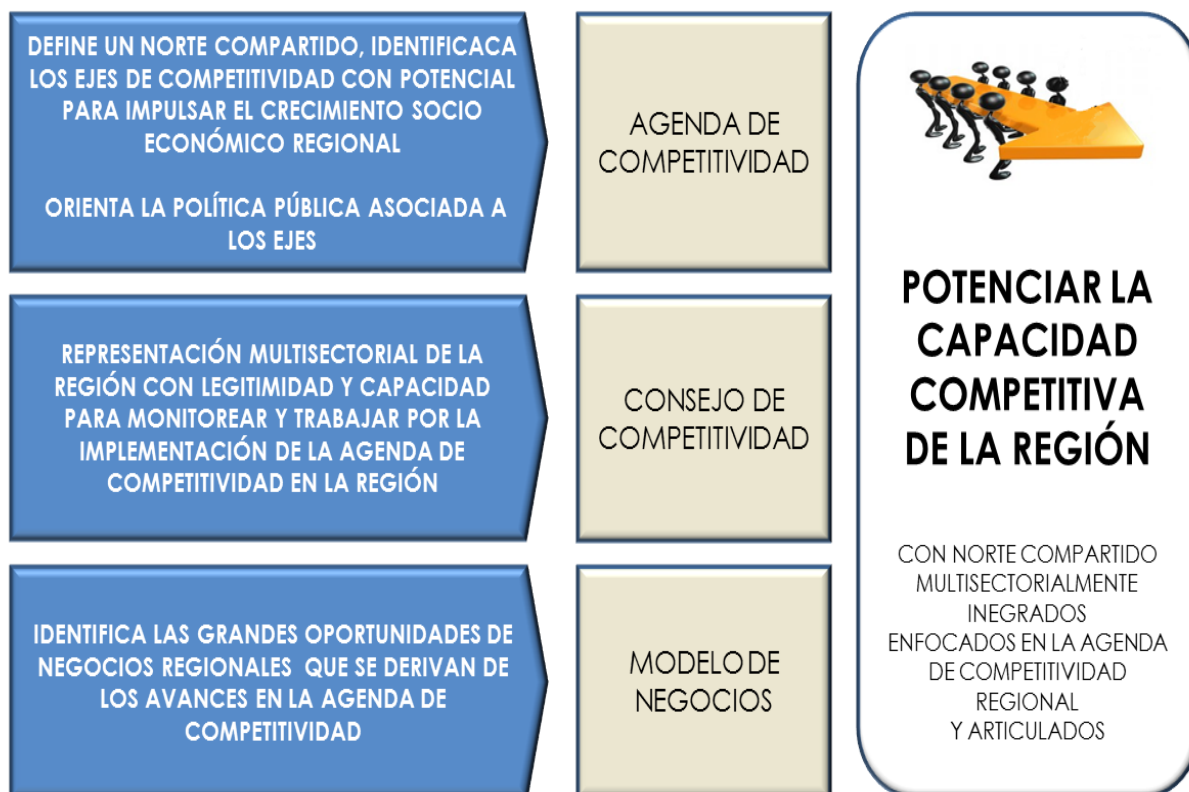 DEFINE UN NORTE COMPARTIDO, IDENTIFICACA
LOS EJES DE COMPETITIVIDAD CON POTENCIAL
PARA IMPULSAR EL CRECIMIENTO SOCIO
ECONÓMICO REGIONAL
ORIENTA LA POLÍTICA PÚBLICA ASOCIADA A
LOS EJES
AGENDA DE
COMPETITIVIDAD
REPRESENTACIÓN MULTISECTORIAL DE LA
REGIÓN CON LEGITIMIDAD Y CAPACIDAD
PARA MONITOREAR Y TRABAJAR POR LA
IMPLEMENTACIÓN DE LA AGENDA DE
COMPETITIVIDAD EN LA REGIÓN
CONSEJO DE
COMPETITIVIDAD
IDENTIFICA LAS GRANDES OPORTUNIDADES DE
NEGOCIOS REGIONALES QUE SE DERIVAN DE
LOS AVANCES EN LA AGENDA DE
COMPETITIVIDAD
MODELO DE
NEGOCIOS
POTENCIAR LA
CAPACIDAD
COMPETITIVA
DE LA REGIÓN
CON NORTE COMPARTIDO
MULTISECTORIALMENTE
INEGRADOS
ENFOCADOS EN LA AGENDA
DE COMPETITIVIDAD
REGIONAL
Y ARTICULADOS